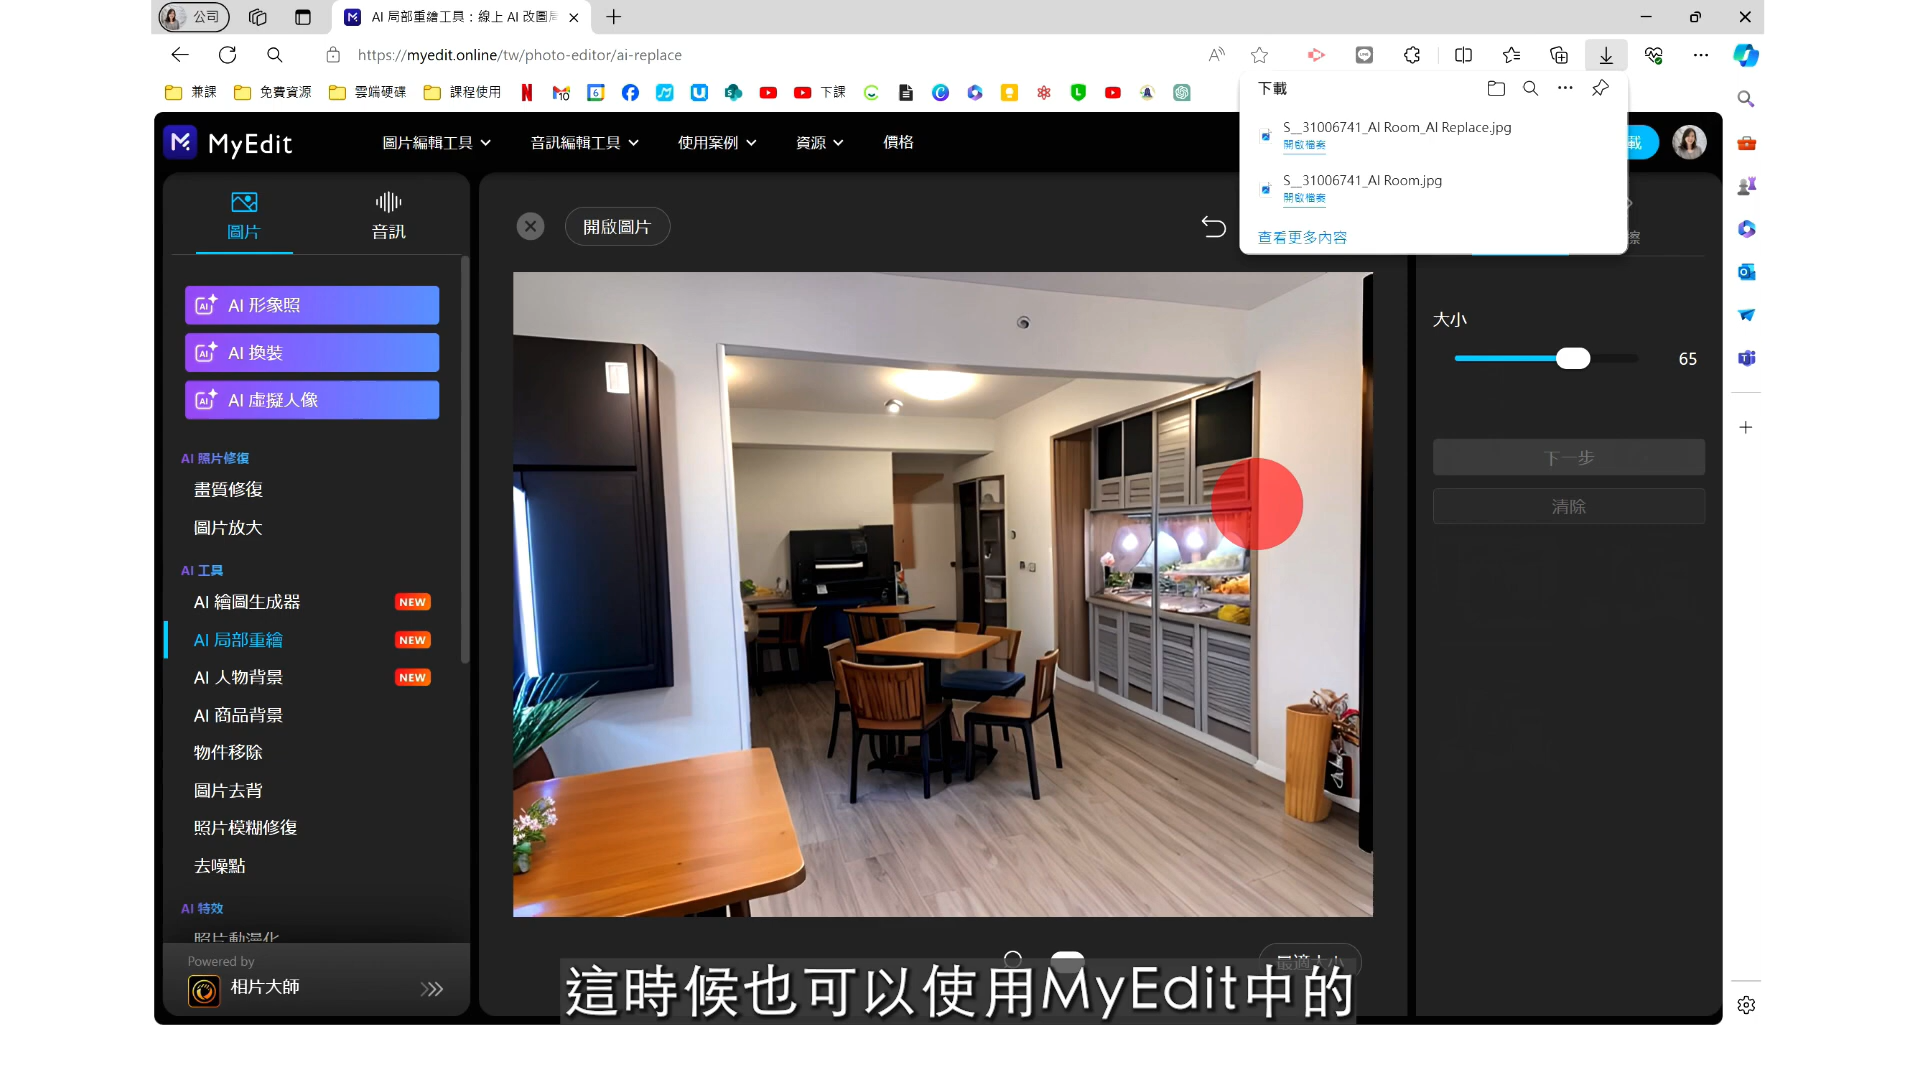 公司
AI 局部重繪工具：線上 AI 改圖
https://myedit.online/tw/photo-editor/ai-replace
兼課
免費資源
雲端硬碟
課程使用
下課
下載
S__31006741_AI Room_AI Replace.jpg
開啟檔案
S__31006741_AI Room.jpg
開啟檔案
查看更多內容
MyEdit
圖片編輯工具
音訊編輯工具
使用案例
資源
價格
載
圖片
音訊
開啟圖片
AI 形象照
AI 換裝
AI 虛擬人像
AI 照片修復
畫質修復
圖片放大
AI 工具
AI 繪圖生成器
NEW
AI 局部重繪
NEW
AI 人物背景
NEW
AI 商品背景
物件移除
圖片去背
照片模糊修復
去噪點
AI 特效
照片動漫化
Powered by
相片大師
大小
65
下一步
清除
最適大小
這時候也可以使用MyEdit中的